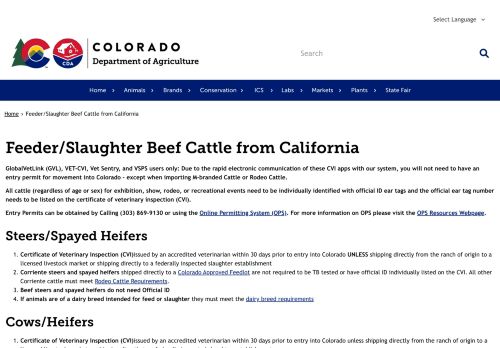 Select Language
COLORADO
Department of Agriculture
CO
CDA
Search
Home
Animals
Brands
Conservation
ICS
Labs
Markets
Plants
State Fair
Home › Feeder/Slaughter Beef Cattle from California
Feeder/Slaughter Beef Cattle from California
GlobalVetLink (GVL), VET-CVI, Vet Sentry, and VSPS users only: Due to the rapid electronic communication of these CVI apps with our system, you will not need to have an
entry permit for movement into Colorado - except when importing M-branded Cattle or Rodeo Cattle.
All cattle (regardless of age or sex) for exhibition, show, rodeo, or recreational events need to be individually identified with official ID ear tags and the official ear tag number
needs to be listed on the certificate of veterinary inspection (CVI).
Entry Permits can be obtained by Calling (303) 869-9130 or using the Online Permitting System (OPS). For more information on OPS please visit the OPS Resources Webpage.
Steers/Spayed Heifers
1. Certificate of Veterinary Inspection (CVI)issued by an accredited veterinarian within 30 days prior to entry into Colorado UNLESS shipping directly from the ranch of origin to a
licensed livestock market or shipping directly to a federally inspected slaughter establishment
2. Corriente steers and spayed heifers shipped directly to a Colorado Approved Feedlot are not required to be TB tested or have official ID individually listed on the CVI. All other
Corriente cattle must meet Rodeo Cattle Requirements.
3. Beef steers and spayed heifers do not need Official ID
4. If animals are of a dairy breed intended for feed or slaughter they must meet the dairy breed requirements
Cows/Heifers
1. Certificate of Veterinary Inspection (CVI)issued by an accredited veterinarian within 30 days prior to entry into Colorado unless shipping directly from the ranch of origin to a